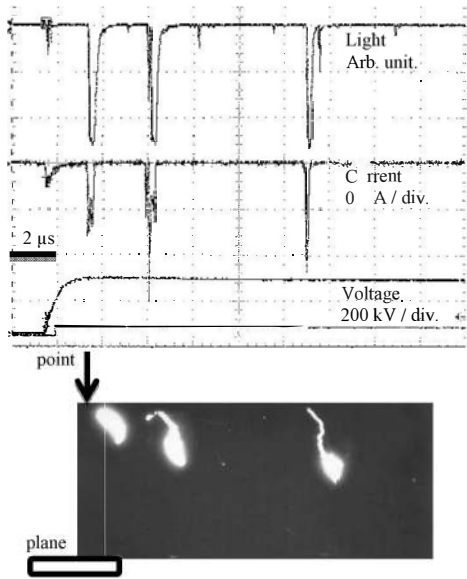 Light
Arb. unit.
C rrent
0 A / div.
2 µs
Voltage
200 kV / div.
point
plane